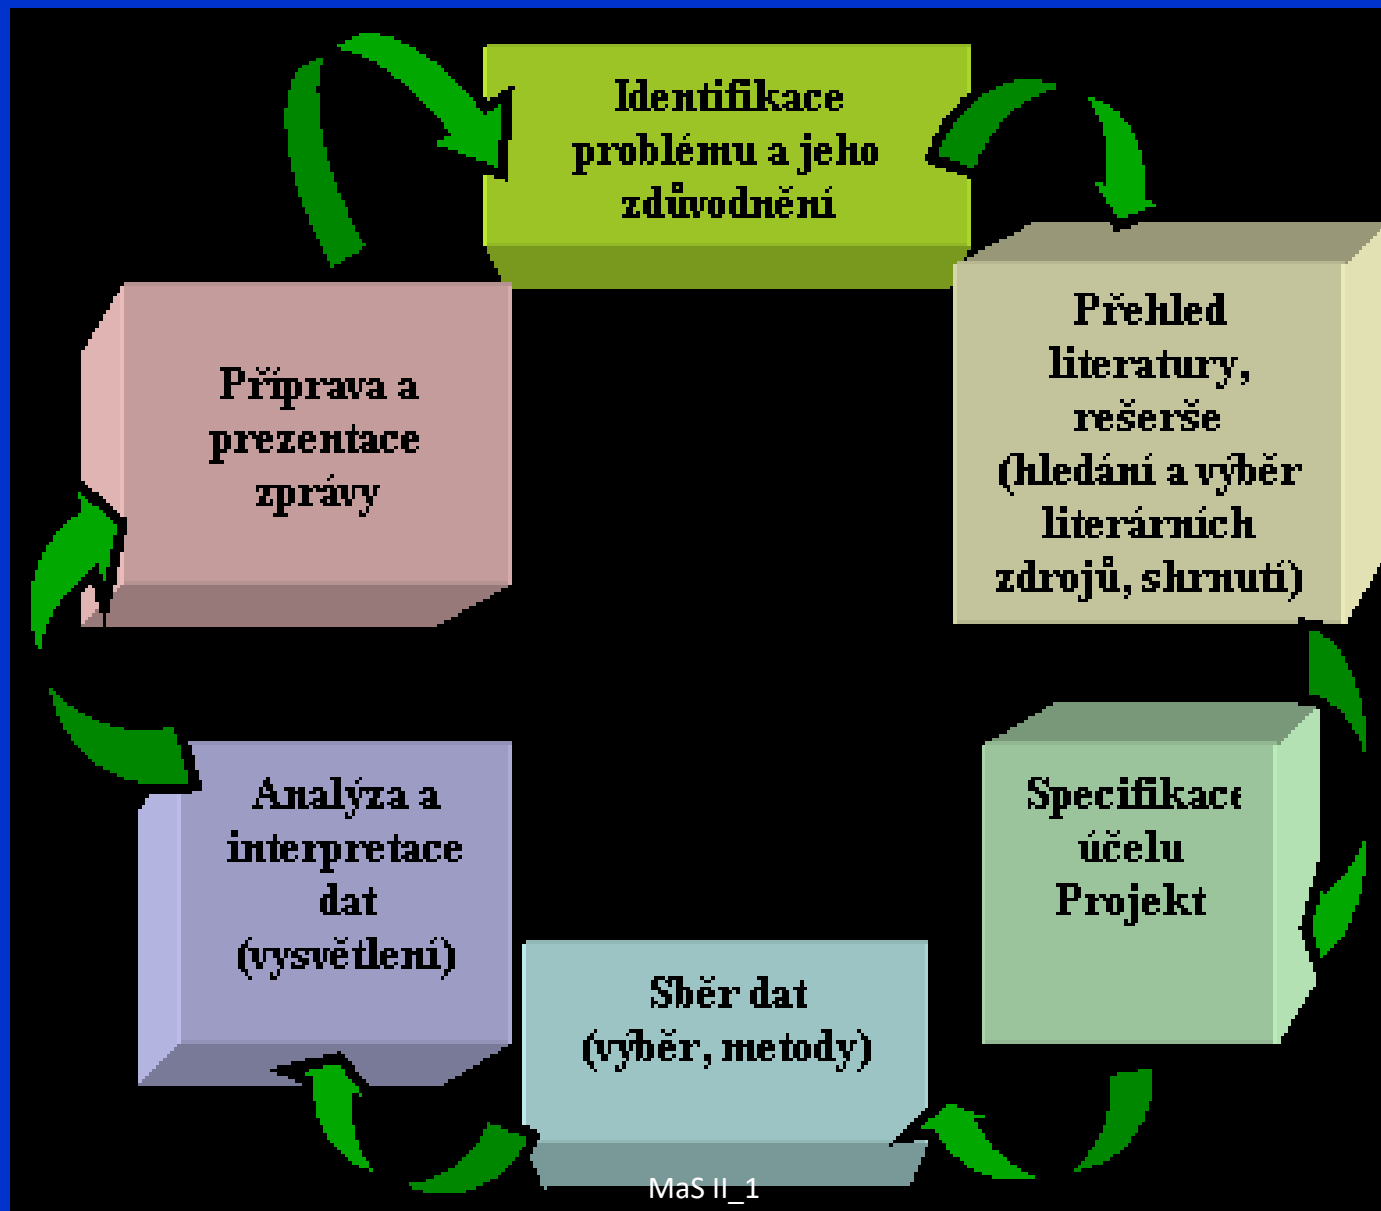 Identifikace
problému a jeho
zdůvodnění
Přehled
literatury,
rešerše
(hledání a výběr
literárních
zdrojů, shrnutí)
Specifikace
účelu
Projekt
Sběr dat
(výběr, metody)
Analýza a
interpretace
dat
(vysvětlení)
Příprava a
prezentace
zprávy
MaS II_1